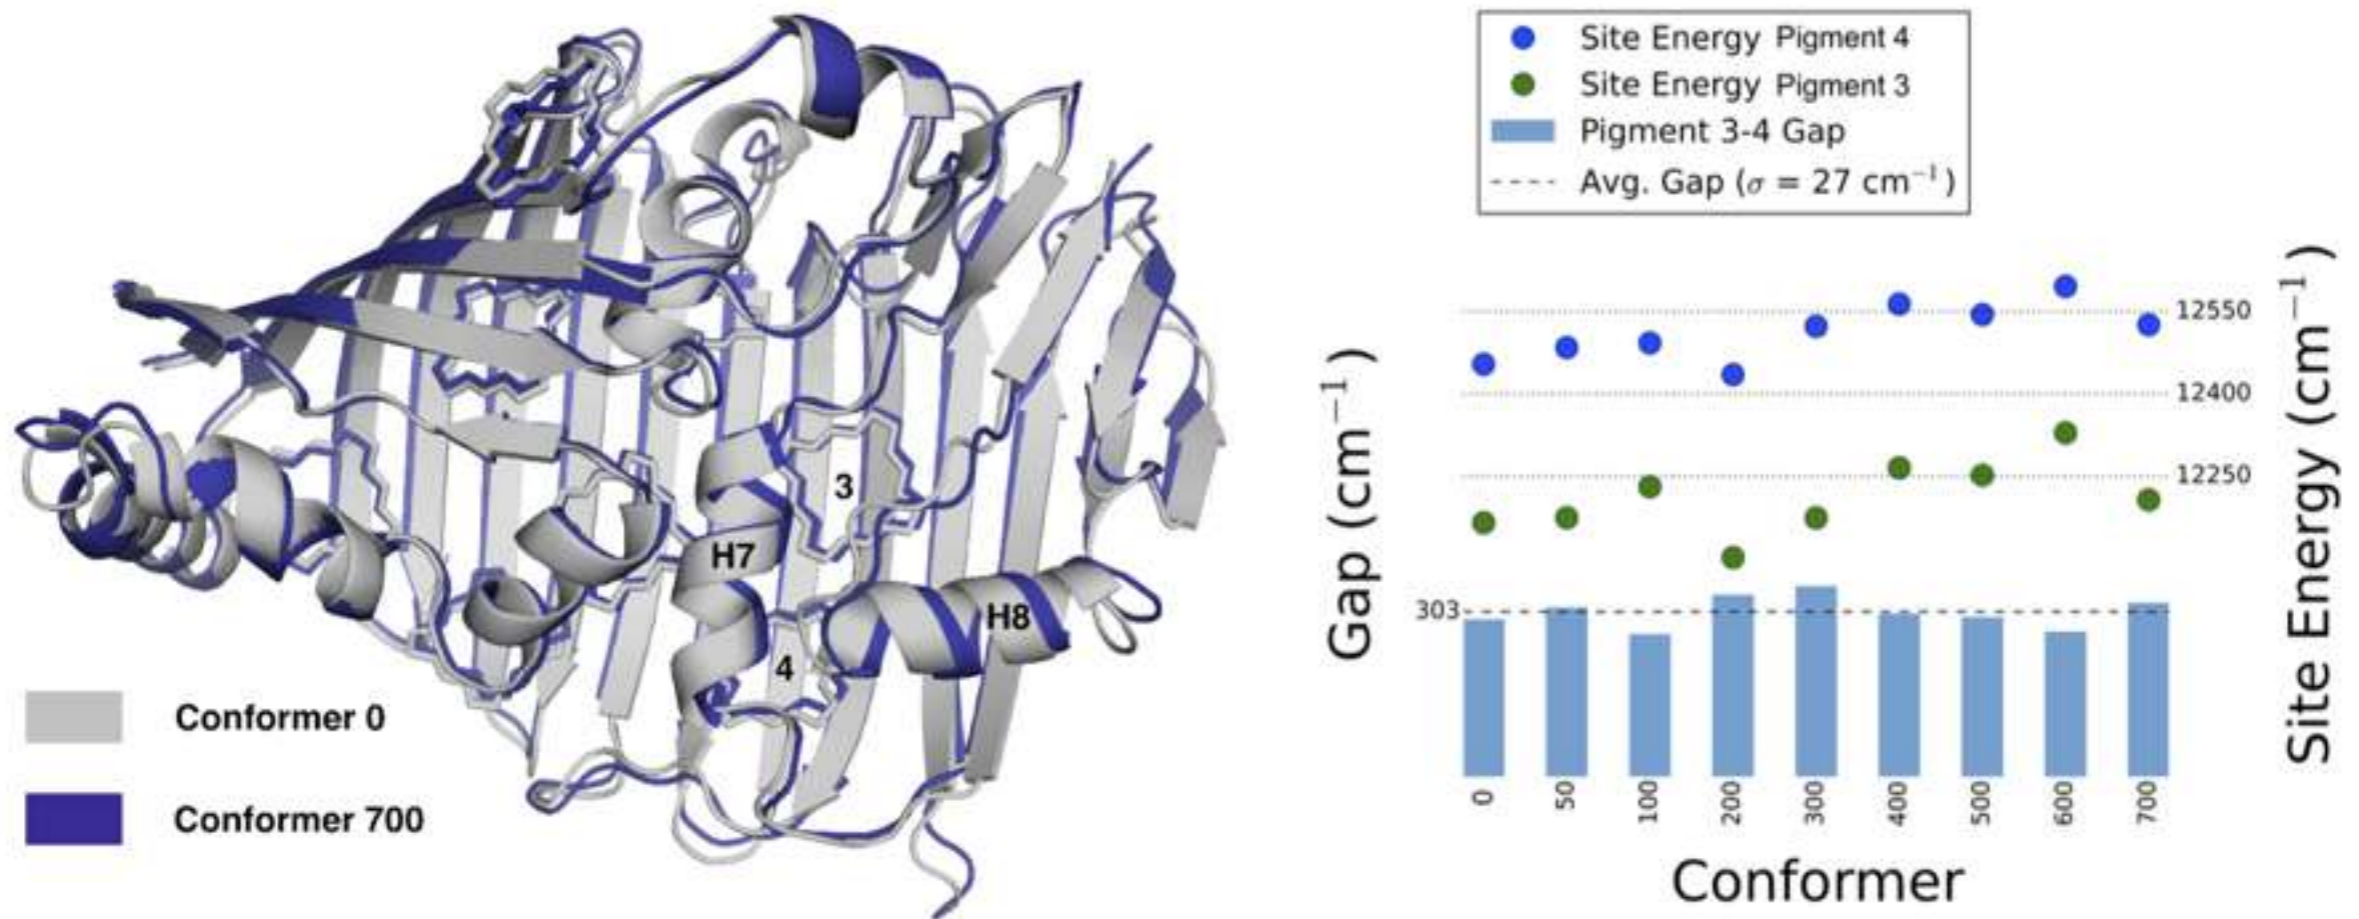 3
H7
H8
4
Conformer 0
Conformer 700
Site Energy Pigment 4
Site Energy Pigment 3
Pigment 3-4 Gap
Avg. Gap (σ = 27 cm⁻¹)
Gap (cm⁻¹)
303
12550
12400
12250
Site Energy (cm⁻¹)
0 50 100 200 300 400 500 600 700
Conformer